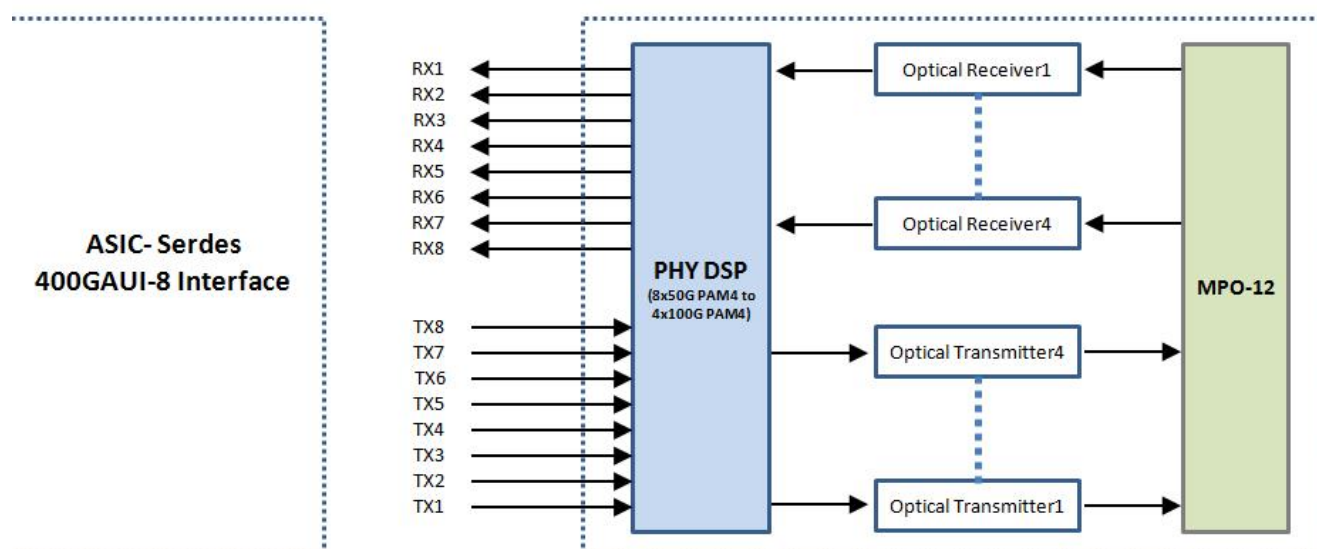 ASIC- Serdes
400GAUI-8 Interface
RX1
RX2
RX3
RX4
RX5
RX6
RX7
RX8
TX8
TX7
TX6
TX5
TX4
TX3
TX2
TX1
PHY DSP
(8x50G PAM4 to
4x100G PAM4)
Optical Receiver1
Optical Receiver4
Optical Transmitter4
Optical Transmitter1
MPO-12